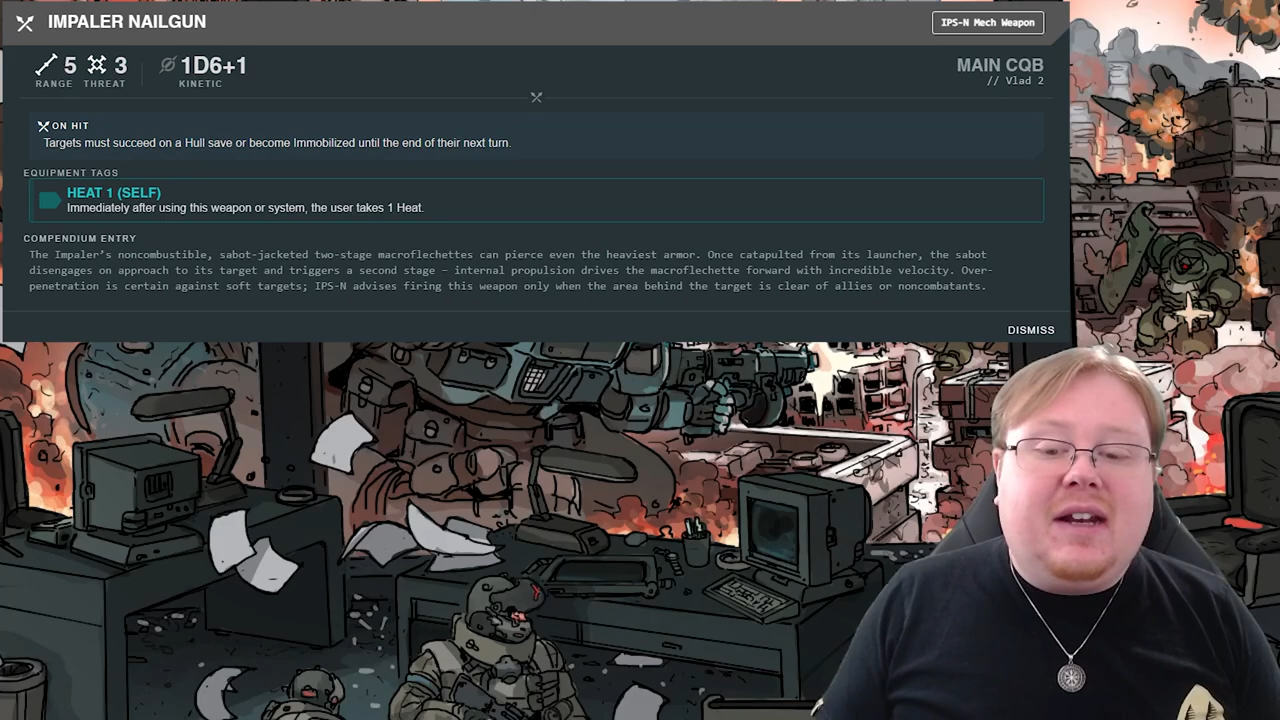 IMPALER NAILGUN
IPS-N Mech Weapon
5 3 1D6+1
RANGE THREAT KINETIC
MAIN CQB
// Vlad 2
ON HIT
Targets must succeed on a Hull save or become Immobilized until the end of their next turn.
EQUIPMENT TAGS
HEAT 1 (SELF)
Immediately after using this weapon or system, the user takes 1 Heat.
COMPENDIUM ENTRY
The Impaler's noncombustible, sabot-jacketed two-stage macroflechettes can pierce even the heaviest armor. Once catapulted from its launcher, the sabot
disengages on approach to its target and triggers a second stage – internal propulsion drives the macroflechette forward with incredible velocity. Over-
penetration is certain against soft targets; IPS-N advises firing this weapon only when the area behind the target is clear of allies or noncombatants.
DISMISS